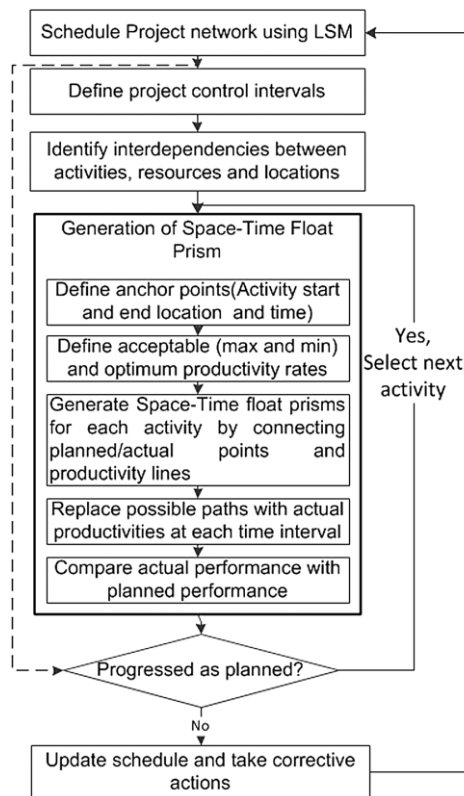 Schedule Project network using LSM
Define project control intervals
Identify interdependencies between
activities, resources and locations
Generation of Space-Time Float
Prism
Define anchor points(Activity start
and end location and time)
Define acceptable (max and min)
and optimum productivity rates
Generate Space-Time float prisms
for each activity by connecting
planned/actual points and
productivity lines
Replace possible paths with actual
productivities at each time interval
Compare actual performance with
planned performance
Yes,
Select next
activity
Progressed as planned?
No
Update schedule and take corrective
actions